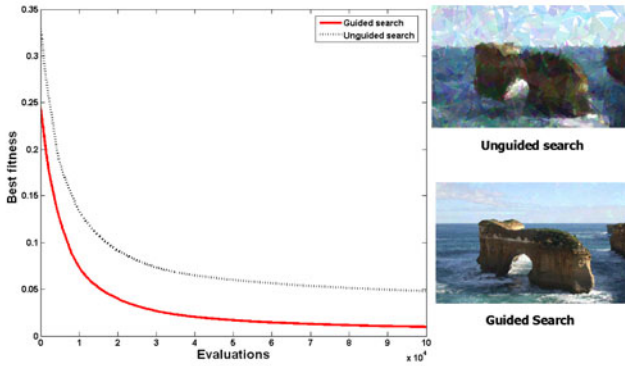 0.35
0.3
0.25
0.2
0.15
0.1
0.05
0
Best fitness
Guided search
Unguided search
0 1 2 3 4 5 6 7 8 9 10
Evaluations
x 10⁴
Unguided search
Guided Search